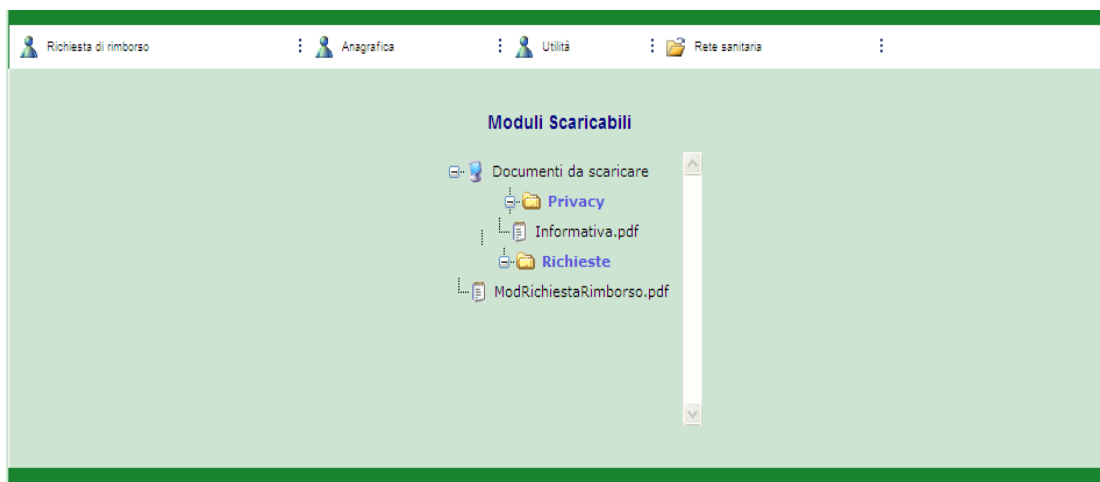 Richiesta di rimborso Anagrafica Utilità Rete sanitaria
Moduli Scaricabili
Documenti da scaricare
Privacy
Informativa.pdf
Richieste
ModRichiestaRimborso.pdf